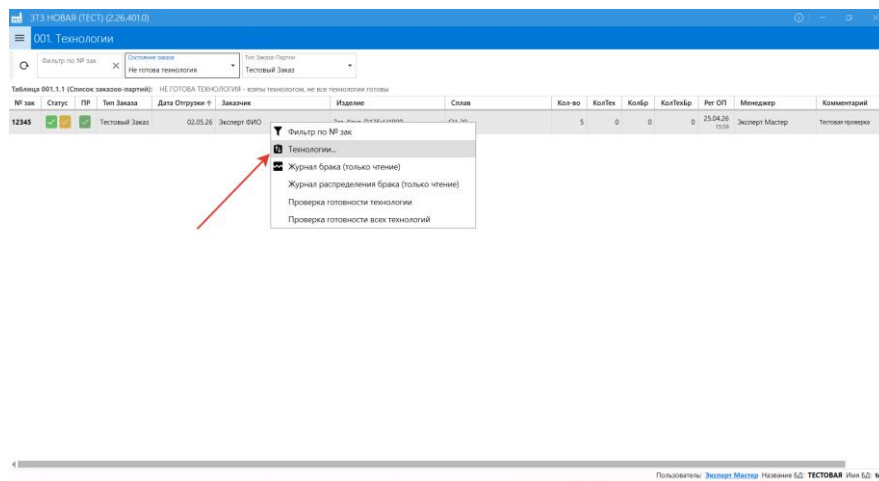 ЗТЗ НОВАЯ (ТЕСТ) (2.26.401.0)
001. Технологии
Фильтр по № зак
Состояние заказа
Не готова технология
Тип Заказа-Партии
Тестовый Заказ
Таблица 001.1.1 (Список заказов-партий): НЕ ГОТОВА ТЕХНОЛОГИЯ - взяты технологом, не все технологии готовы
№ зак Статус ПР Тип Заказа Дата Отгрузки Заказчик Изделие Сплав Кол-во КолТех КолБр КолТехБр Рег ОП Менеджер Комментарий
12345 Тестовый Заказ 02.05.26 Эксперт ФИО 5 0 0 0 25.04.26 Эксперт Мастер Тестовая проверка
15:59
Фильтр по № зак
Технологии...
Журнал брака (только чтение)
Журнал распределения брака (только чтение)
Проверка готовности технологии
Проверка готовности всех технологий
Пользователь: Эксперт Мастер Название БД: ТЕСТОВАЯ Имя БД: